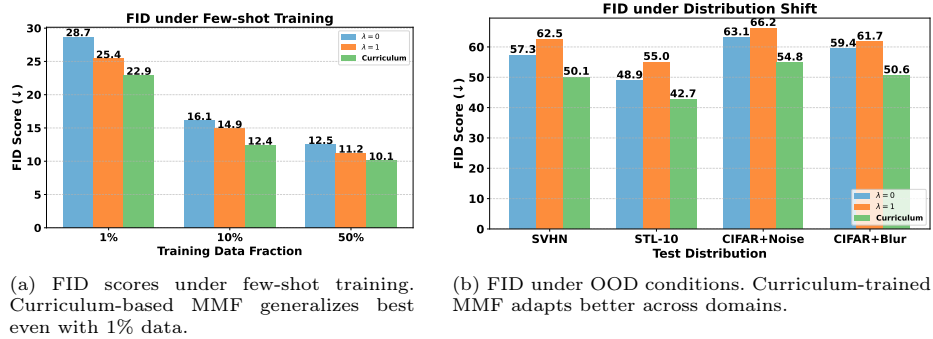 FID under Few-shot Training
FID Score (↓)
30
25
20
15
10
5
0
28.7
25.4
22.9
16.1
14.9
12.4
12.5
11.2
10.1
λ = 0
λ = 1
Curriculum
1%
10%
50%
Training Data Fraction
(a) FID scores under few-shot training.
Curriculum-based MMF generalizes best
even with 1% data.
FID under Distribution Shift
FID Score (↓)
60
50
40
30
20
10
0
57.3
62.5
50.1
48.9
55.0
42.7
63.1
66.2
54.8
59.4
61.7
50.6
λ = 0
λ = 1
Curriculum
SVHN
STL-10
CIFAR+Noise
CIFAR+Blur
Test Distribution
(b) FID under OOD conditions. Curriculum-trained
MMF adapts better across domains.